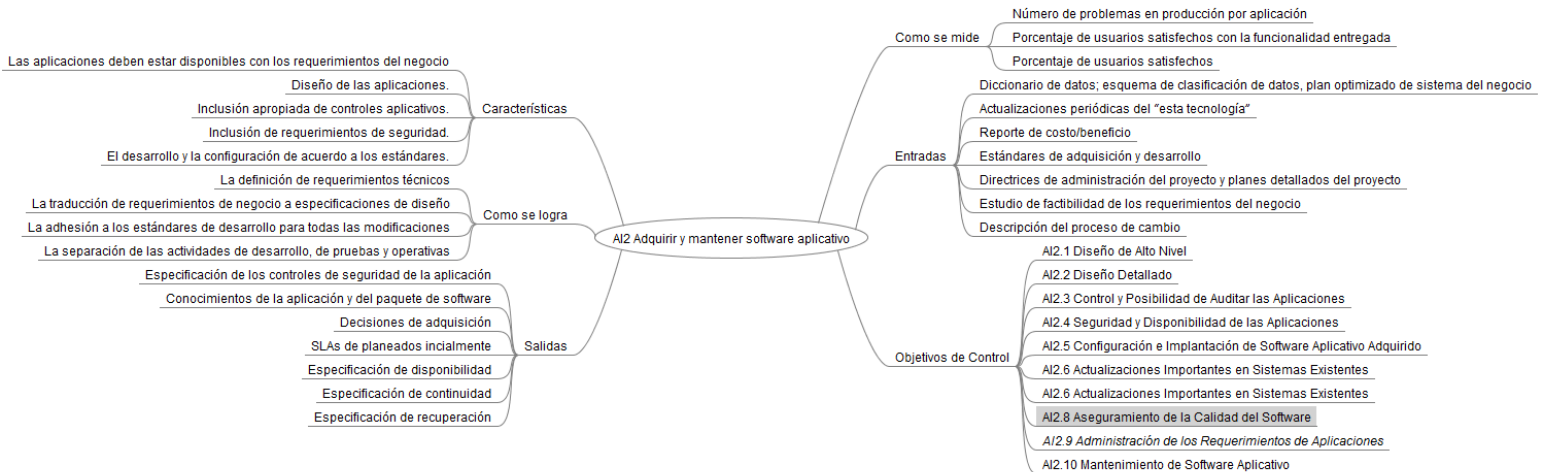 Las aplicaciones deben estar disponibles con los requerimientos del negocio
Diseño de las aplicaciones.
Inclusión apropiada de controles aplicativos.
Inclusión de requerimientos de seguridad.
El desarrollo y la configuración de acuerdo a los estándares.
Características
La definición de requerimientos técnicos
La traducción de requerimientos de negocio a especificaciones de diseño
La adhesión a los estándares de desarrollo para todas las modificaciones
La separación de las actividades de desarrollo, de pruebas y operativas
Como se logra
Especificación de los controles de seguridad de la aplicación
Conocimientos de la aplicación y del paquete de software
Decisiones de adquisición
SLAs de planeados incialmente
Especificación de disponibilidad
Especificación de continuidad
Especificación de recuperación
Salidas
AI2 Adquirir y mantener software aplicativo
Como se mide
Número de problemas en producción por aplicación
Porcentaje de usuarios satisfechos con la funcionalidad entregada
Porcentaje de usuarios satisfechos
Entradas
Diccionario de datos; esquema de clasificación de datos, plan optimizado de sistema del negocio
Actualizaciones periódicas del "esta tecnología"
Reporte de costo/beneficio
Estándares de adquisición y desarrollo
Directrices de administración del proyecto y planes detallados del proyecto
Estudio de factibilidad de los requerimientos del negocio
Descripción del proceso de cambio
Objetivos de Control
AI2.1 Diseño de Alto Nivel
AI2.2 Diseño Detallado
AI2.3 Control y Posibilidad de Auditar las Aplicaciones
AI2.4 Seguridad y Disponibilidad de las Aplicaciones
AI2.5 Configuración e Implantación de Software Aplicativo Adquirido
AI2.6 Actualizaciones Importantes en Sistemas Existentes
AI2.6 Actualizaciones Importantes en Sistemas Existentes
AI2.8 Aseguramiento de la Calidad del Software
AI2.9 Administración de los Requerimientos de Aplicaciones
AI2.10 Mantenimiento de Software Aplicativo